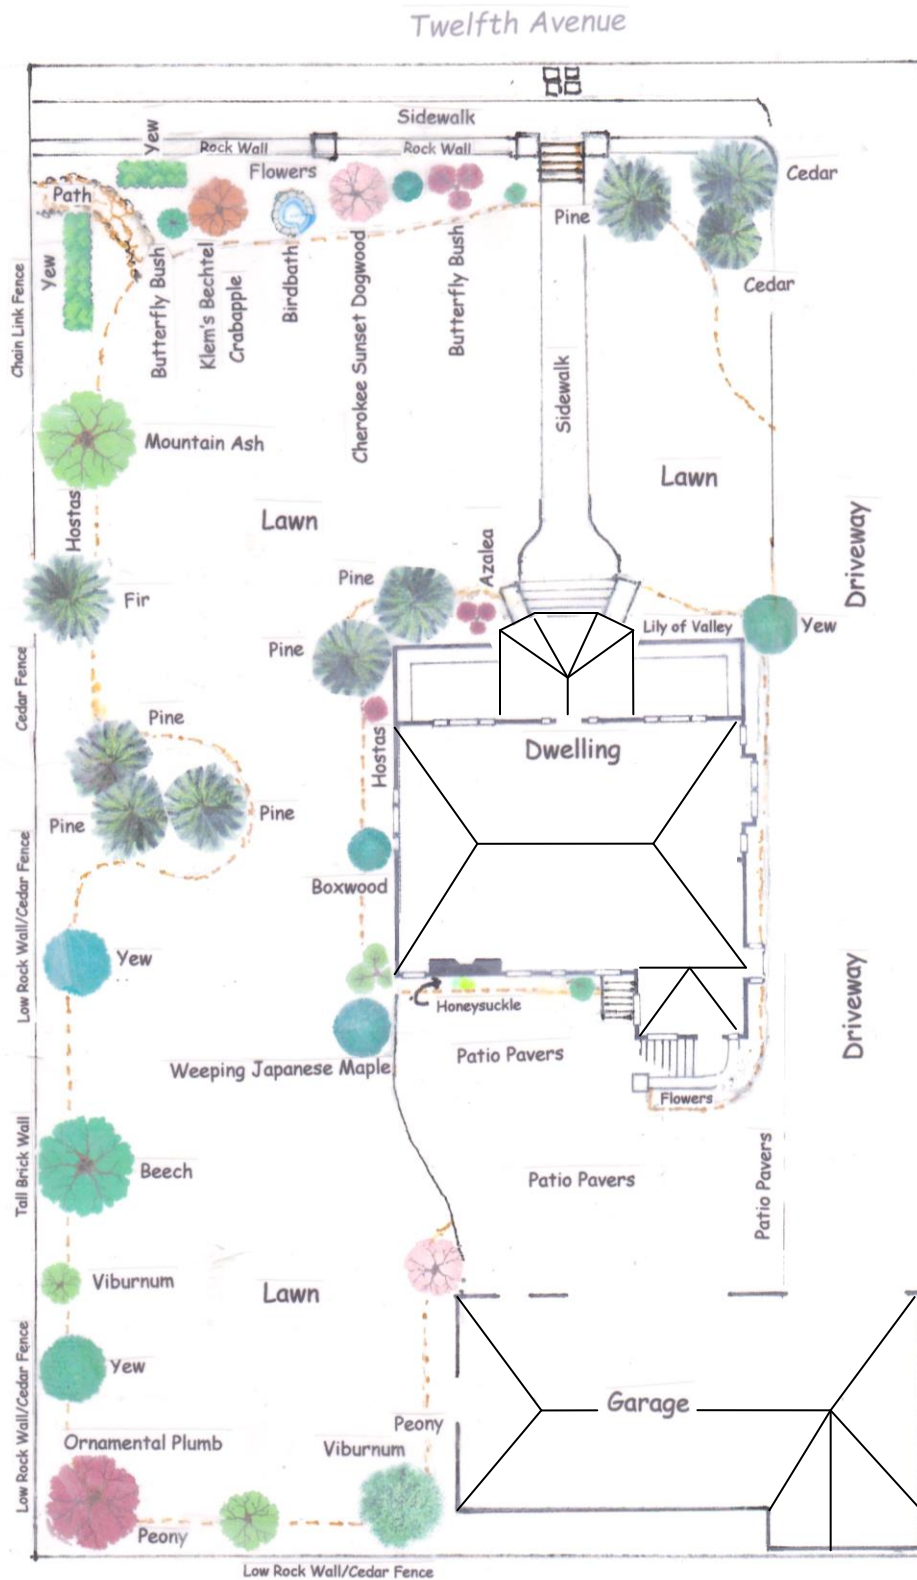 Twelfth Avenue
Sidewalk
Yew
Rock Wall
Rock Wall
Flowers
Cedar
Path
Pine
Yew
Butterfly Bush
Klem's Bechtel
Crabapple
Birdbath
Cherokee Sunset Dogwood
Butterfly Bush
Cedar
Chain Link Fence
Sidewalk
Mountain Ash
Lawn
Hostas
Lawn
Driveway
Azalea
Pine
Fir
Lily of Valley
Yew
Pine
Cedar Fence
Pine
Hostas
Dwelling
Pine
Pine
Boxwood
Low Rock Wall/Cedar Fence
Yew
Honeysuckle
Driveway
Patio Pavers
Weeping Japanese Maple
Flowers
Tall Brick Wall
Beech
Patio Pavers
Patio Pavers
Viburnum
Lawn
Low Rock Wall/Cedar Fence
Yew
Garage
Peony
Ornamental Plumb
Viburnum
Peony
Low Rock Wall/Cedar Fence